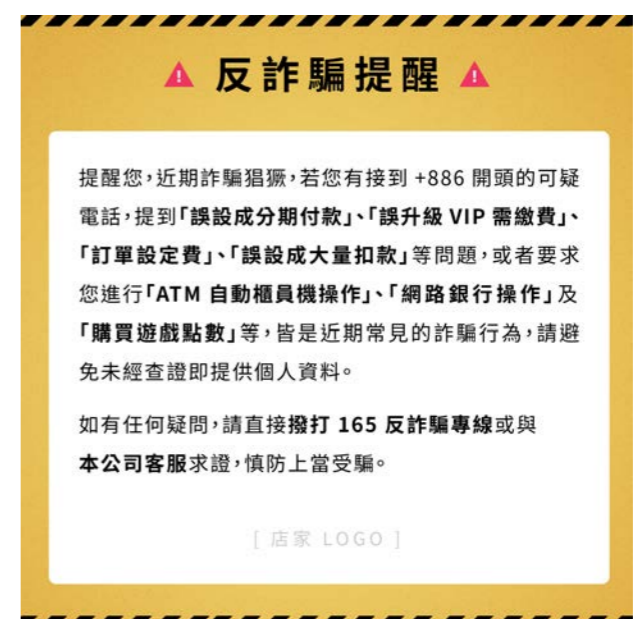 反詐騙提醒
提醒您，近期詐騙猖獗，若您有接到 +886 開頭的可疑
電話，提到「誤設成分期付款」、「誤升級 VIP 需繳費」、
「訂單設定費」、「誤設成大量扣款」等問題，或者要求
您進行「ATM 自動櫃員機操作」、「網路銀行操作」及
「購買遊戲點數」等，皆是近期常見的詐騙行為，請避
免未經查證即提供個人資料。
如有任何疑問，請直接撥打 165 反詐騙專線或與
本公司客服求證，慎防上當受騙。
[ 店家 LOGO ]